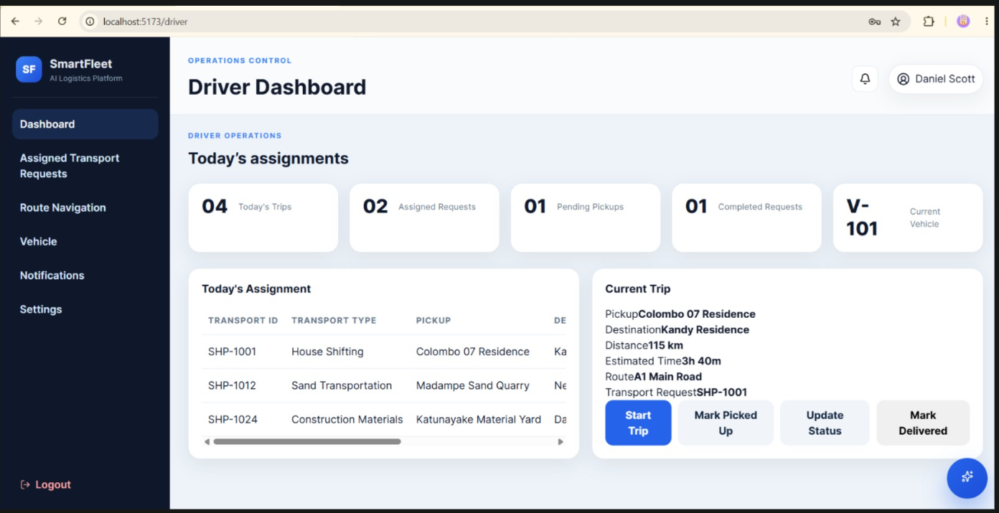 localhost:5173/driver
SF
SmartFleet
AI Logistics Platform
Dashboard
Assigned Transport
Requests
Route Navigation
Vehicle
Notifications
Settings
Logout
OPERATIONS CONTROL
Driver Dashboard
Daniel Scott
DRIVER OPERATIONS
Today’s assignments
04 Today's Trips
02 Assigned Requests
01 Pending Pickups
01 Completed Requests
V-
101
Current
Vehicle
Today's Assignment
TRANSPORT ID TRANSPORT TYPE PICKUP DE
SHP-1001 House Shifting Colombo 07 Residence Ka
SHP-1012 Sand Transportation Madampe Sand Quarry Ne
SHP-1024 Construction Materials Katunayake Material Yard Da
Current Trip
PickupColombo 07 Residence
DestinationKandy Residence
Distance115 km
Estimated Time3h 40m
RouteA1 Main Road
Transport RequestSHP-1001
Start
Trip
Mark Picked
Up
Update
Status
Mark
Delivered